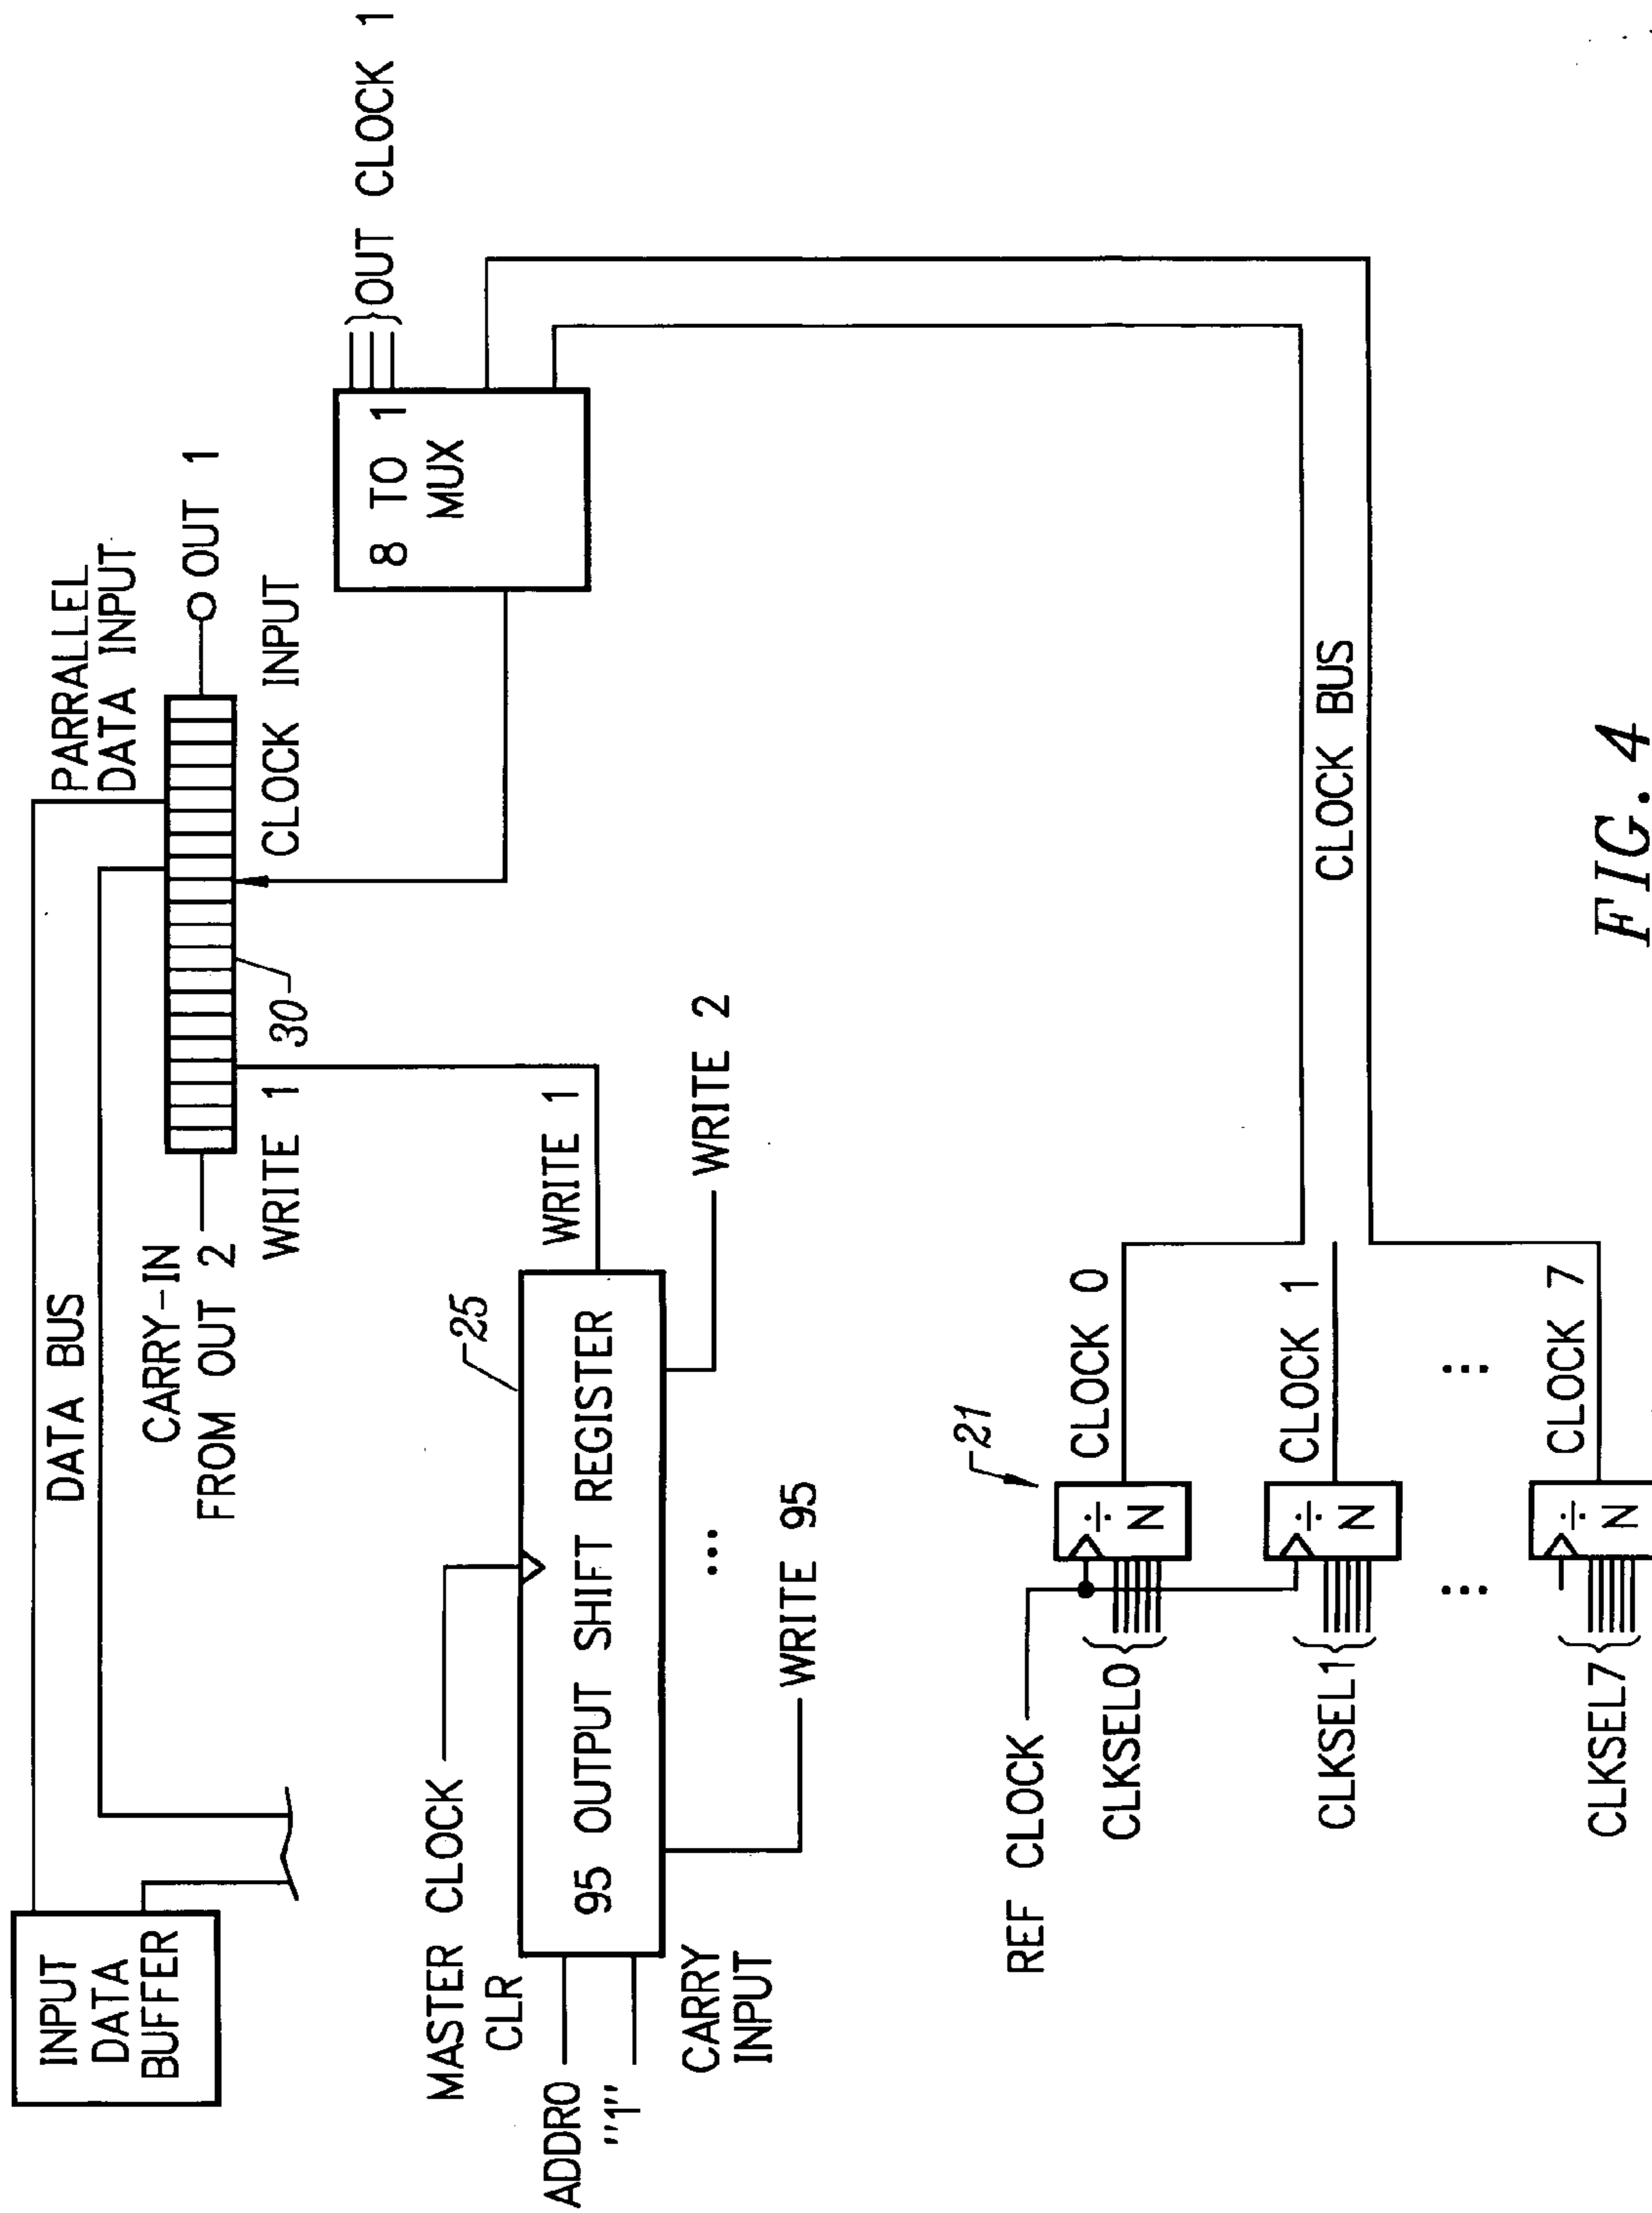 INPUT
DATA
BUFFER
DATA BUS
PARRALLEL
DATA INPUT
CARRY-IN
FROM OUT 2
OUT 1
WRITE 1
30
CLOCK INPUT
8 TO 1
MUX
OUT CLOCK 1
MASTER CLOCK
CLR
ADDR0
"1"
CARRY
INPUT
25
95 OUTPUT SHIFT REGISTER
WRITE 1
WRITE 2
...
WRITE 95
REF CLOCK
21
CLKSEL0
÷
N
CLOCK 0
CLKSEL1
÷
N
CLOCK 1
...
...
CLKSEL7
÷
N
CLOCK 7
CLOCK BUS
FIG. 4